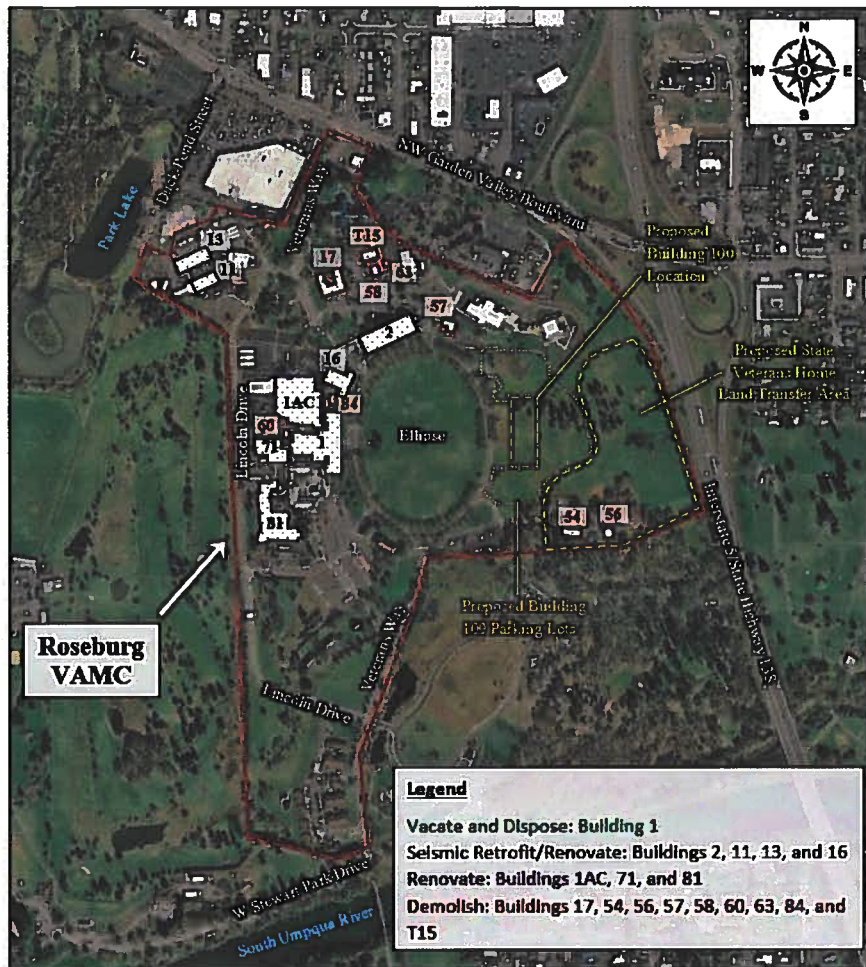 N
W E
S
NW Garden Valley Boulevard
Duck Pond Street
Park Lake
Veterans Way
Proposed
Building 100
Location
13
T15
17
11
63
58
57
Proposed State
Veterans Home
Land Transfer Area
2
16
Lincoln Drive
1AC
84
Ellipse
60
1
71
54
56
81
Interstate 5/State Highway 138
Proposed Building
100 Parking Lots
Veterans Way
Roseburg
VAMC
Lincoln Drive
W Stewart Park Drive
South Umpqua River
Legend
Vacate and Dispose: Building 1
Seismic Retrofit/Renovate: Buildings 2, 11, 13, and 16
Renovate: Buildings 1AC, 71, and 81
Demolish: Buildings 17, 54, 56, 57, 58, 60, 63, 84, and
T15